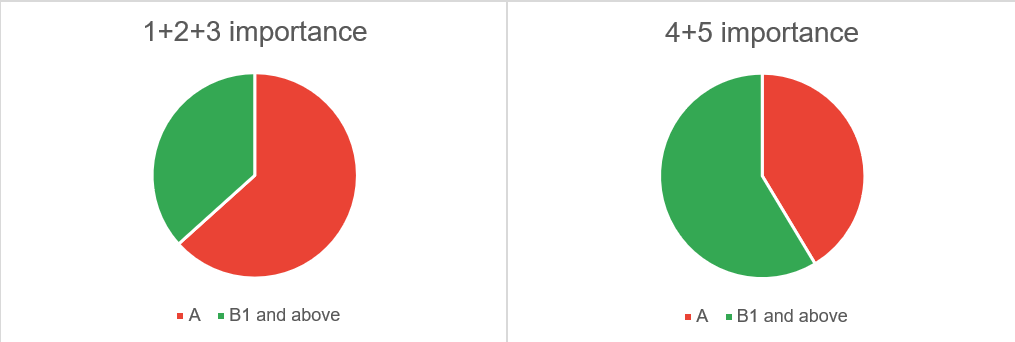 1+2+3 importance
A B1 and above
4+5 importance
A B1 and above